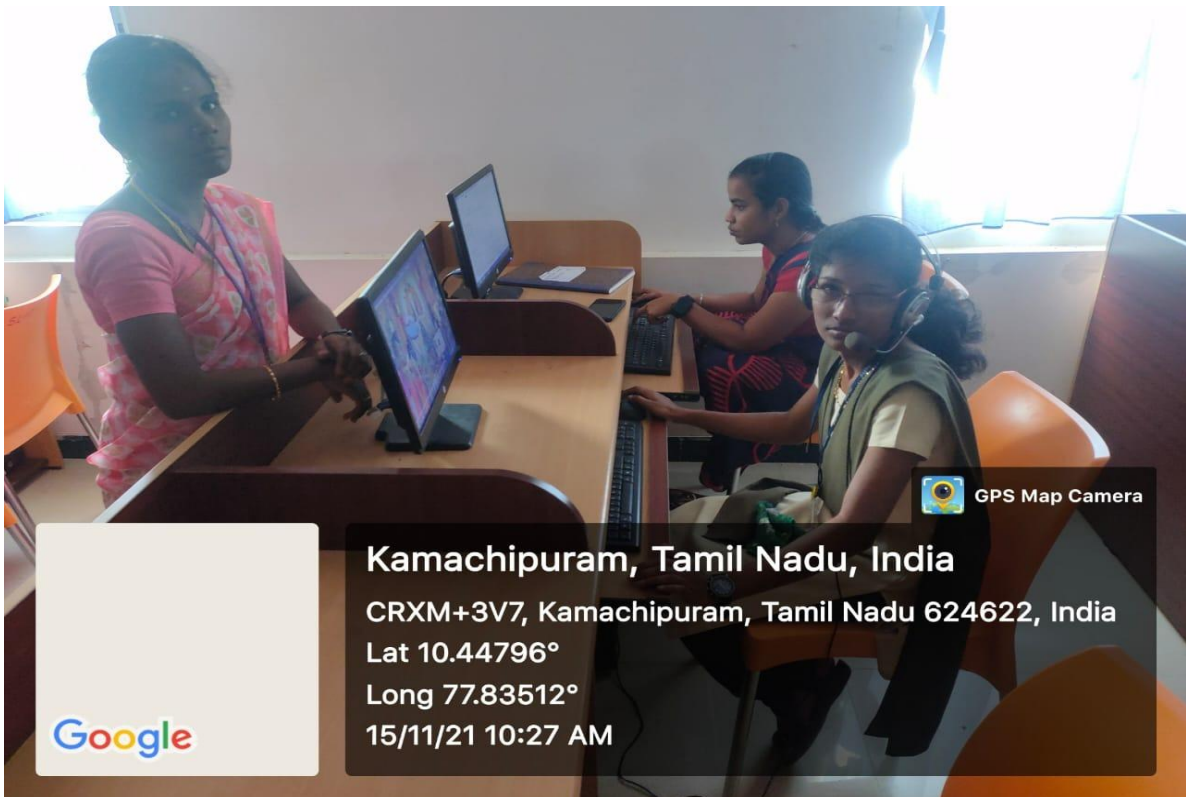 GPS Map Camera
Kamachipuram, Tamil Nadu, India
CRXM+3V7, Kamachipuram, Tamil Nadu 624622, India
Lat 10.44796°
Long 77.83512°
15/11/21 10:27 AM
Google